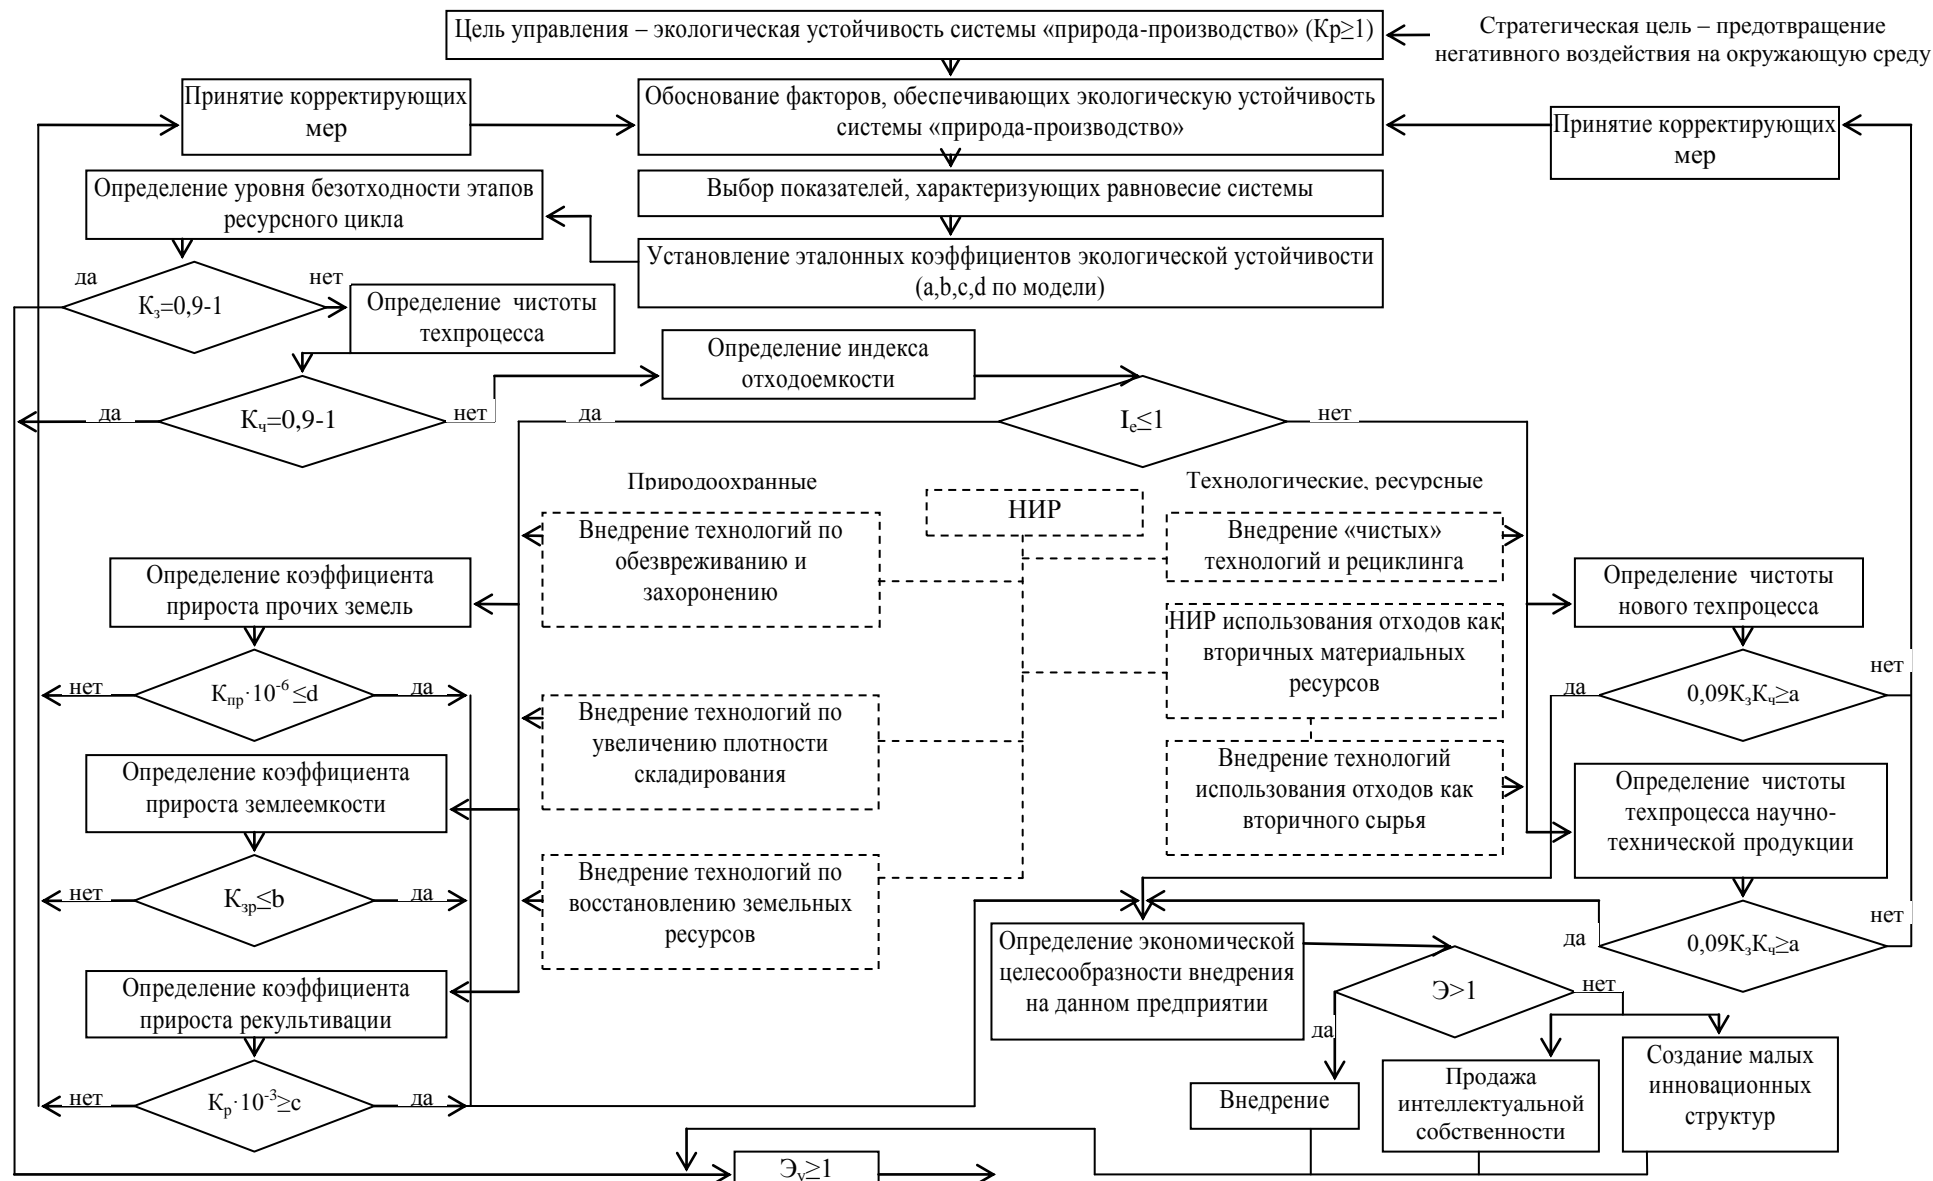 Цель управления – экологическая устойчивость системы «природа-производство» (Кр≥1)
Стратегическая цель – предотвращение
негативного воздействия на окружающую среду
Принятие корректирующих
мер
Обоснование факторов, обеспечивающих экологическую устойчивость
системы «природа-производство»
Принятие корректирующих
мер
Определение уровня безотходности этапов
ресурсного цикла
Выбор показателей, характеризующих равновесие системы
Установление эталонных коэффициентов экологической устойчивости
(a,b,c,d по модели)
да
нет
Кз=0,9-1
Определение чистоты
техпроцесса
Определение индекса
отходоемкости
да
Кч=0,9-1
нет
да
Iе≤1
нет
Природоохранные
Технологические, ресурсные
НИР
Внедрение технологий по
обезвреживанию и
захоронению
Внедрение «чистых»
технологий и рециклинга
Определение коэффициента
прироста прочих земель
Определение чистоты
нового техпроцесса
НИР использования отходов как
вторичных материальных
ресурсов
нет
Кпр·10-6 ≤d
да
да
0,09КзКч≥a
нет
Внедрение технологий по
увеличению плотности
складирования
Внедрение технологий
использования отходов как
вторичного сырья
Определение коэффициента
прироста землеемкости
Определение чистоты
техпроцесса научно-
технической продукции
нет
Кзр≤b
да
Внедрение технологий по
восстановлению земельных
ресурсов
да
0,09КзКч≥a
нет
Определение экономической
целесообразности внедрения
на данном предприятии
Э>1
нет
да
Определение коэффициента
прироста рекультивации
нет
Кр·10-3≥c
да
Внедрение
Продажа
интеллектуальной
собственности
Создание малых
инновационных
структур
Эу≥1